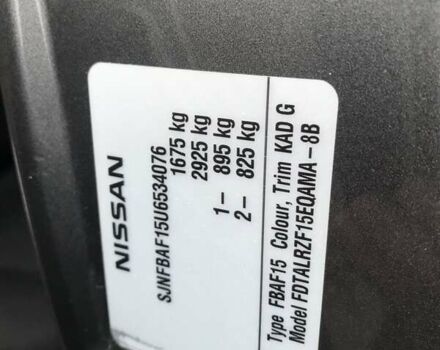 NISSAN
SJNFBAF15U6534076
1675 kg
2925 kg
1- 895 kg
2- 825 kg
Type FBAF15 Colour, Trim KAD G
Model FDTALRZF15EQAMA-8B